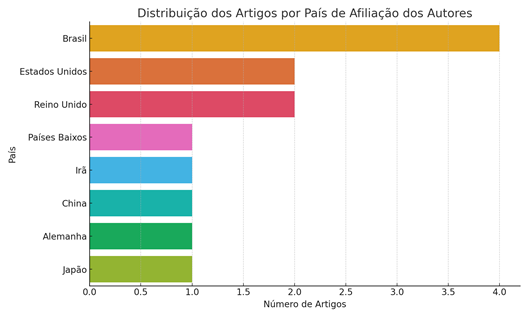 Distribuição dos Artigos por País de Afiliação dos Autores
Brasil
Estados Unidos
Reino Unido
Países Baixos
Irã
China
Alemanha
Japão
País
0.0 0.5 1.0 1.5 2.0 2.5 3.0 3.5 4.0
Número de Artigos